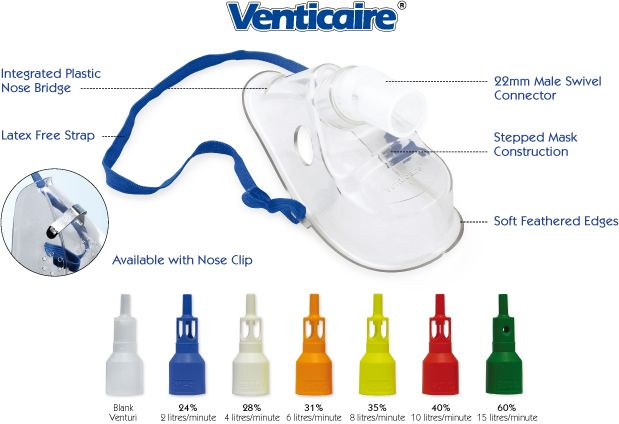 Venticaire®
Integrated Plastic
Nose Bridge
22mm Male Swivel
Connector
Latex Free Strap
Stepped Mask
Construction
Soft Feathered Edges
Available with Nose Clip
Blank
Venturi
24%
2 litres/minute
28%
4 litres/minute
31%
6 litres/minute
35%
8 litres/minute
40%
10 litres/minute
60%
15 litres/minute